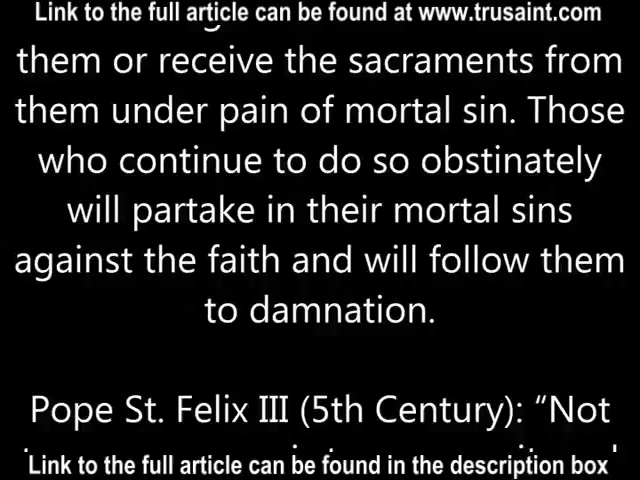 Link to the full article can be found at www.trusaint.com
them or receive the sacraments from
them under pain of mortal sin. Those
who continue to do so obstinately
will partake in their mortal sins
against the faith and will follow them
to damnation.
Pope St. Felix III (5th Century): “Not
Link to the full article can be found in the description box